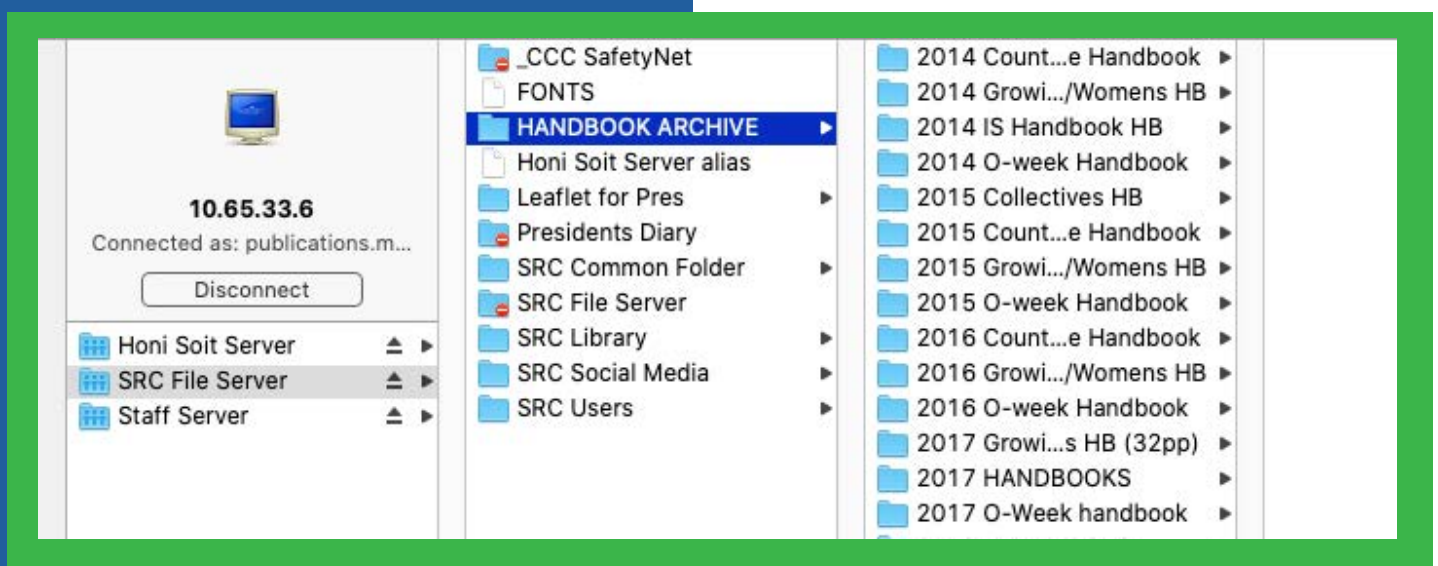 10.65.33.6
Connected as: publications.m...
Disconnect
Honi Soit Server
SRC File Server
Staff Server
_CCC SafetyNet
FONTS
HANDBOOK ARCHIVE
Honi Soit Server alias
Leaflet for Pres
Presidents Diary
SRC Common Folder
SRC File Server
SRC Library
SRC Social Media
SRC Users
2014 Count...e Handbook
2014 Growi.../Womens HB
2014 IS Handbook HB
2014 O-week Handbook
2015 Collectives HB
2015 Count...e Handbook
2015 Growi.../Womens HB
2015 O-week Handbook
2016 Count...e Handbook
2016 Growi.../Womens HB
2016 O-week Handbook
2017 Growi...s HB (32pp)
2017 HANDBOOKS
2017 O-Week handbook